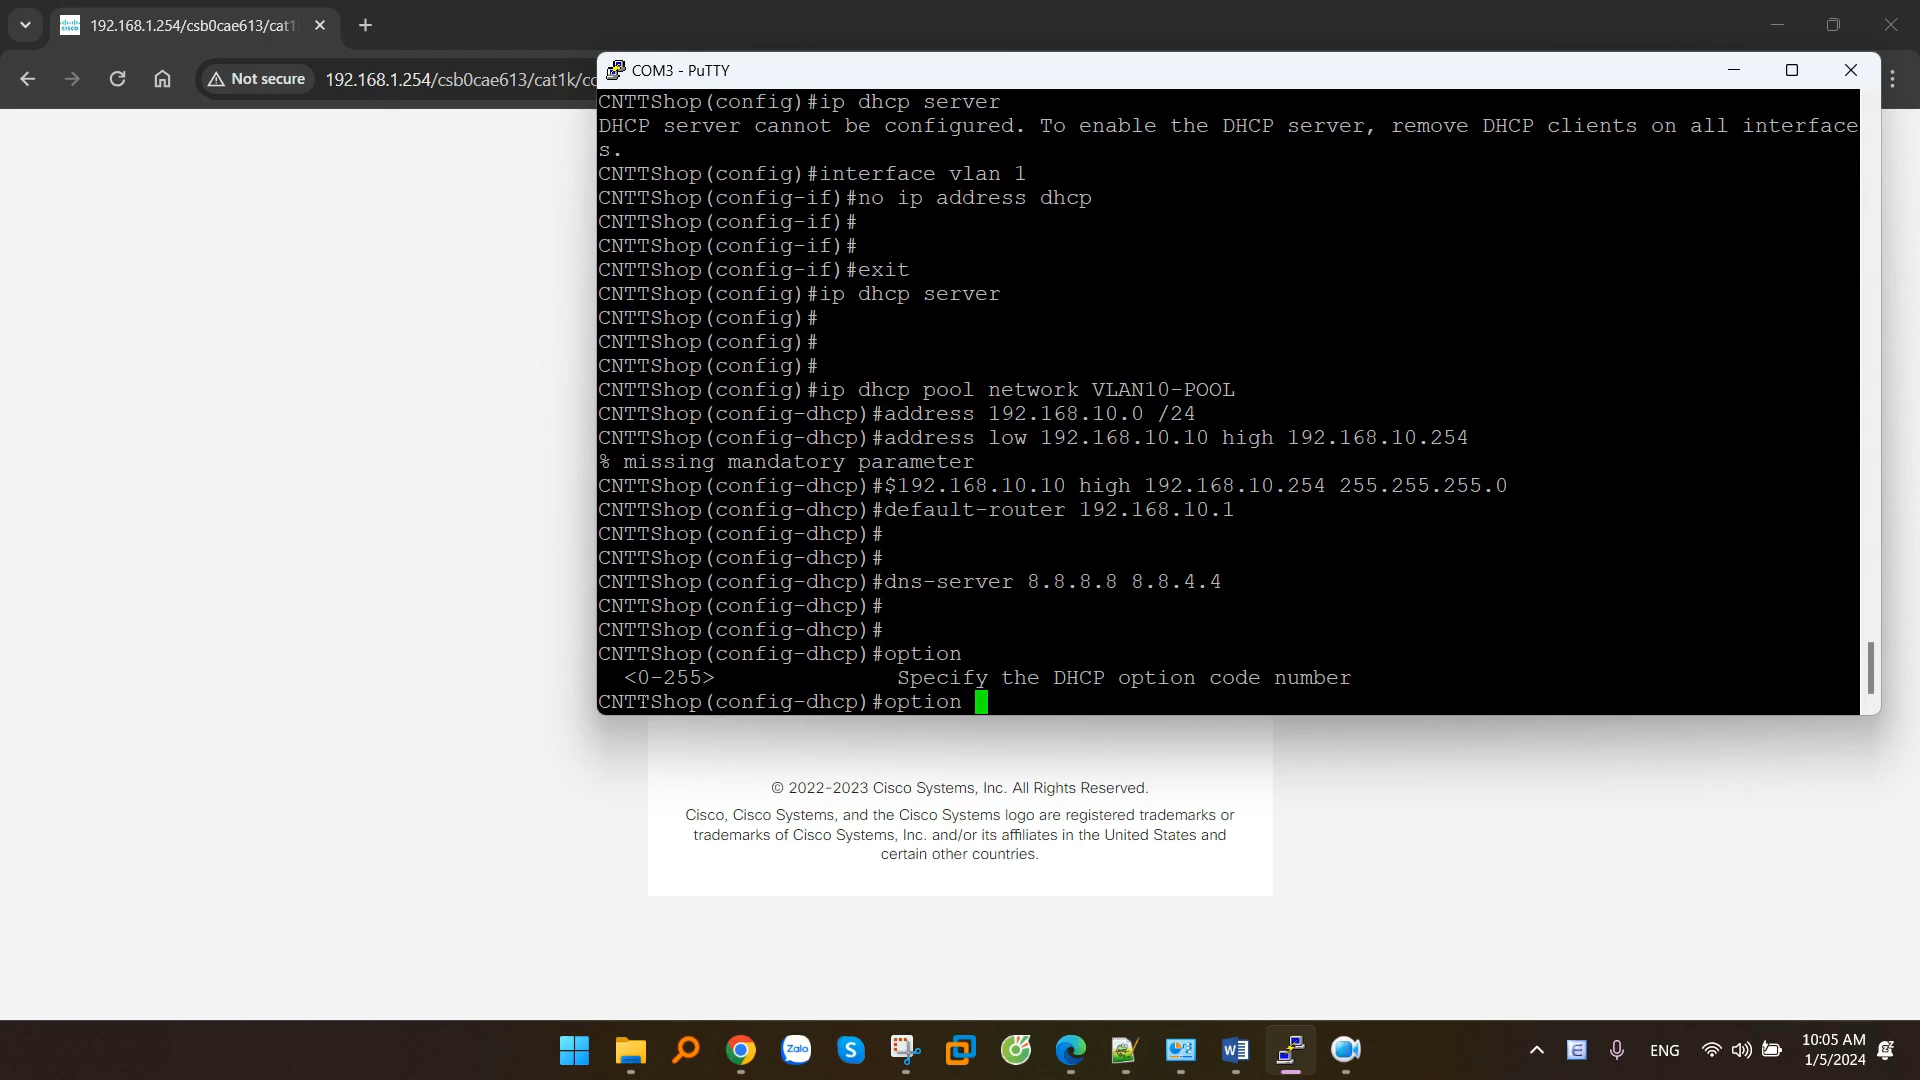 192.168.1.254/csb0cae613/cat1
Not secure
192.168.1.254/csb0cae613/cat1k/co
COM3 - PuTTY
CNTTShop(config)#ip dhcp server
DHCP server cannot be configured. To enable the DHCP server, remove DHCP clients on all interface
s.
CNTTShop(config)#interface vlan 1
CNTTShop(config-if)#no ip address dhcp
CNTTShop(config-if)#
CNTTShop(config-if)#
CNTTShop(config-if)#exit
CNTTShop(config)#ip dhcp server
CNTTShop(config)#
CNTTShop(config)#
CNTTShop(config)#
CNTTShop(config)#ip dhcp pool network VLAN10-POOL
CNTTShop(config-dhcp)#address 192.168.10.0 /24
CNTTShop(config-dhcp)#address low 192.168.10.10 high 192.168.10.254
% missing mandatory parameter
CNTTShop(config-dhcp)#$192.168.10.10 high 192.168.10.254 255.255.255.0
CNTTShop(config-dhcp)#default-router 192.168.10.1
CNTTShop(config-dhcp)#
CNTTShop(config-dhcp)#
CNTTShop(config-dhcp)#dns-server 8.8.8.8 8.8.4.4
CNTTShop(config-dhcp)#
CNTTShop(config-dhcp)#
CNTTShop(config-dhcp)#option
<0-255> Specify the DHCP option code number
CNTTShop(config-dhcp)#option
© 2022-2023 Cisco Systems, Inc. All Rights Reserved.
Cisco, Cisco Systems, and the Cisco Systems logo are registered trademarks or
trademarks of Cisco Systems, Inc. and/or its affiliates in the United States and
certain other countries.
Zalo
ENG
10:05 AM
1/5/2024